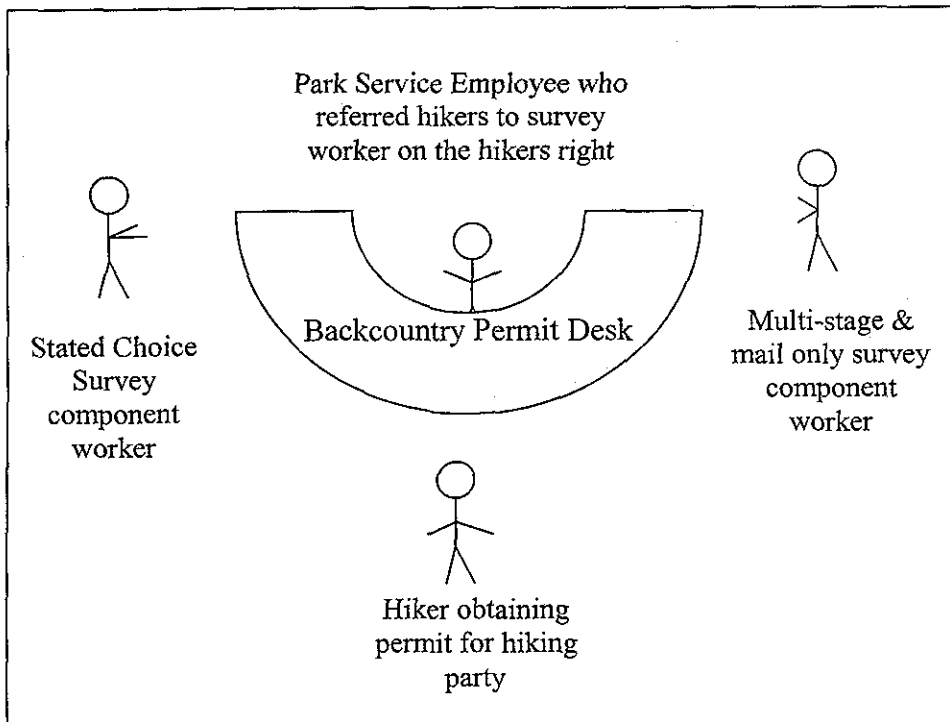 Park Service Employee who
referred hikers to survey
worker on the hikers right
Backcountry Permit Desk
Stated Choice
Survey
component
worker
Multi-stage &
mail only survey
component
worker
Hiker obtaining
permit for hiking
party